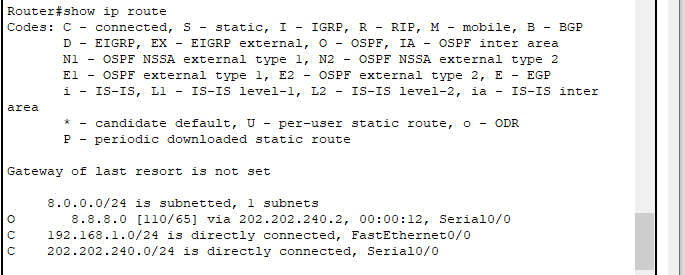 Router#show ip route
Codes: C - connected, S - static, I - IGRP, R - RIP, M - mobile, B - BGP
       D - EIGRP, EX - EIGRP external, O - OSPF, IA - OSPF inter area
       N1 - OSPF NSSA external type 1, N2 - OSPF NSSA external type 2
       E1 - OSPF external type 1, E2 - OSPF external type 2, E - EGP
       i - IS-IS, L1 - IS-IS level-1, L2 - IS-IS level-2, ia - IS-IS inter
area
       * - candidate default, U - per-user static route, o - ODR
       P - periodic downloaded static route
Gateway of last resort is not set
     8.0.0.0/24 is subnetted, 1 subnets
O       8.8.8.0 [110/65] via 202.202.240.2, 00:00:12, Serial0/0
C    192.168.1.0/24 is directly connected, FastEthernet0/0
C    202.202.240.0/24 is directly connected, Serial0/0